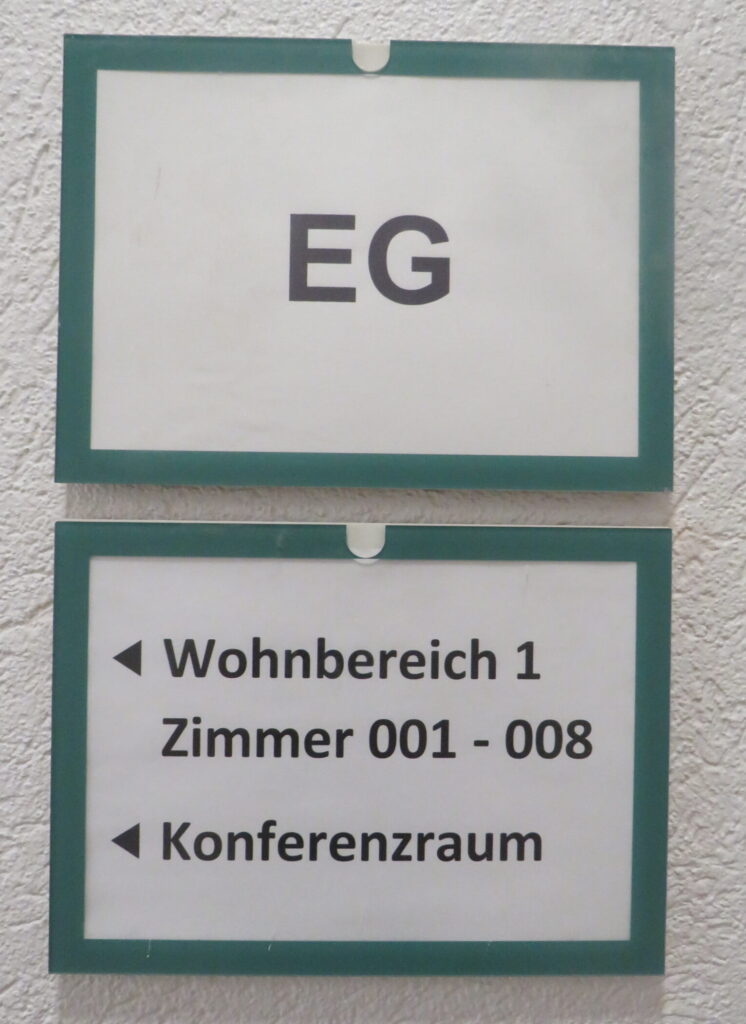 EG
◀ Wohnbereich 1
Zimmer 001 - 008
◀ Konferenzraum